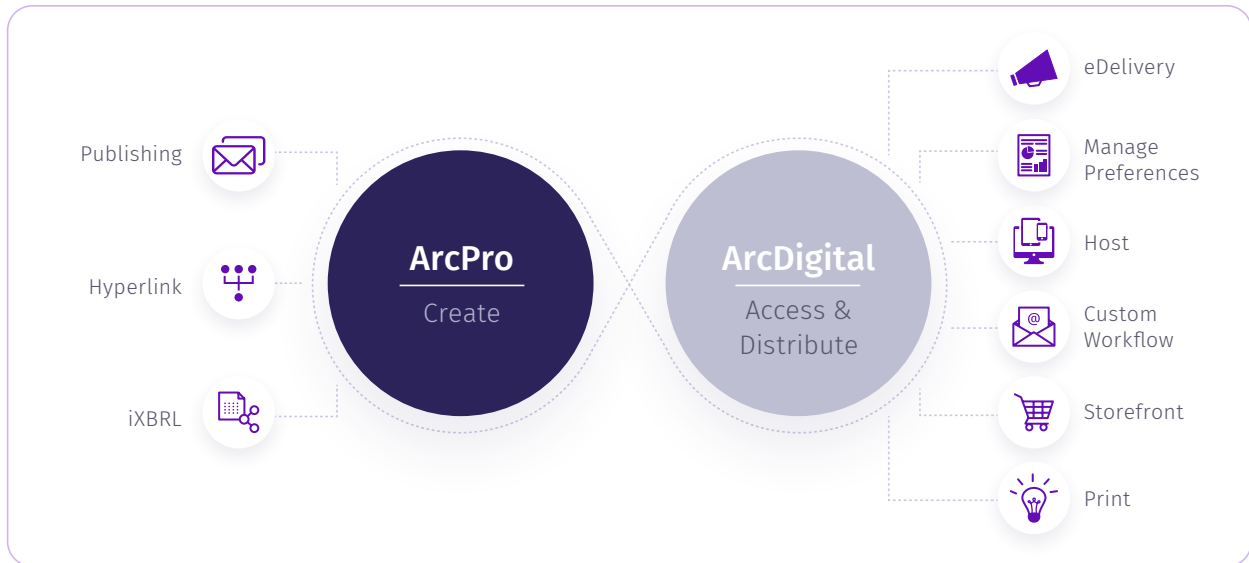 Publishing
Hyperlink
iXBRL
ArcPro
Create
ArcDigital
Access &
Distribute
eDelivery
Manage
Preferences
Host
@
Custom
Workflow
Storefront
Print